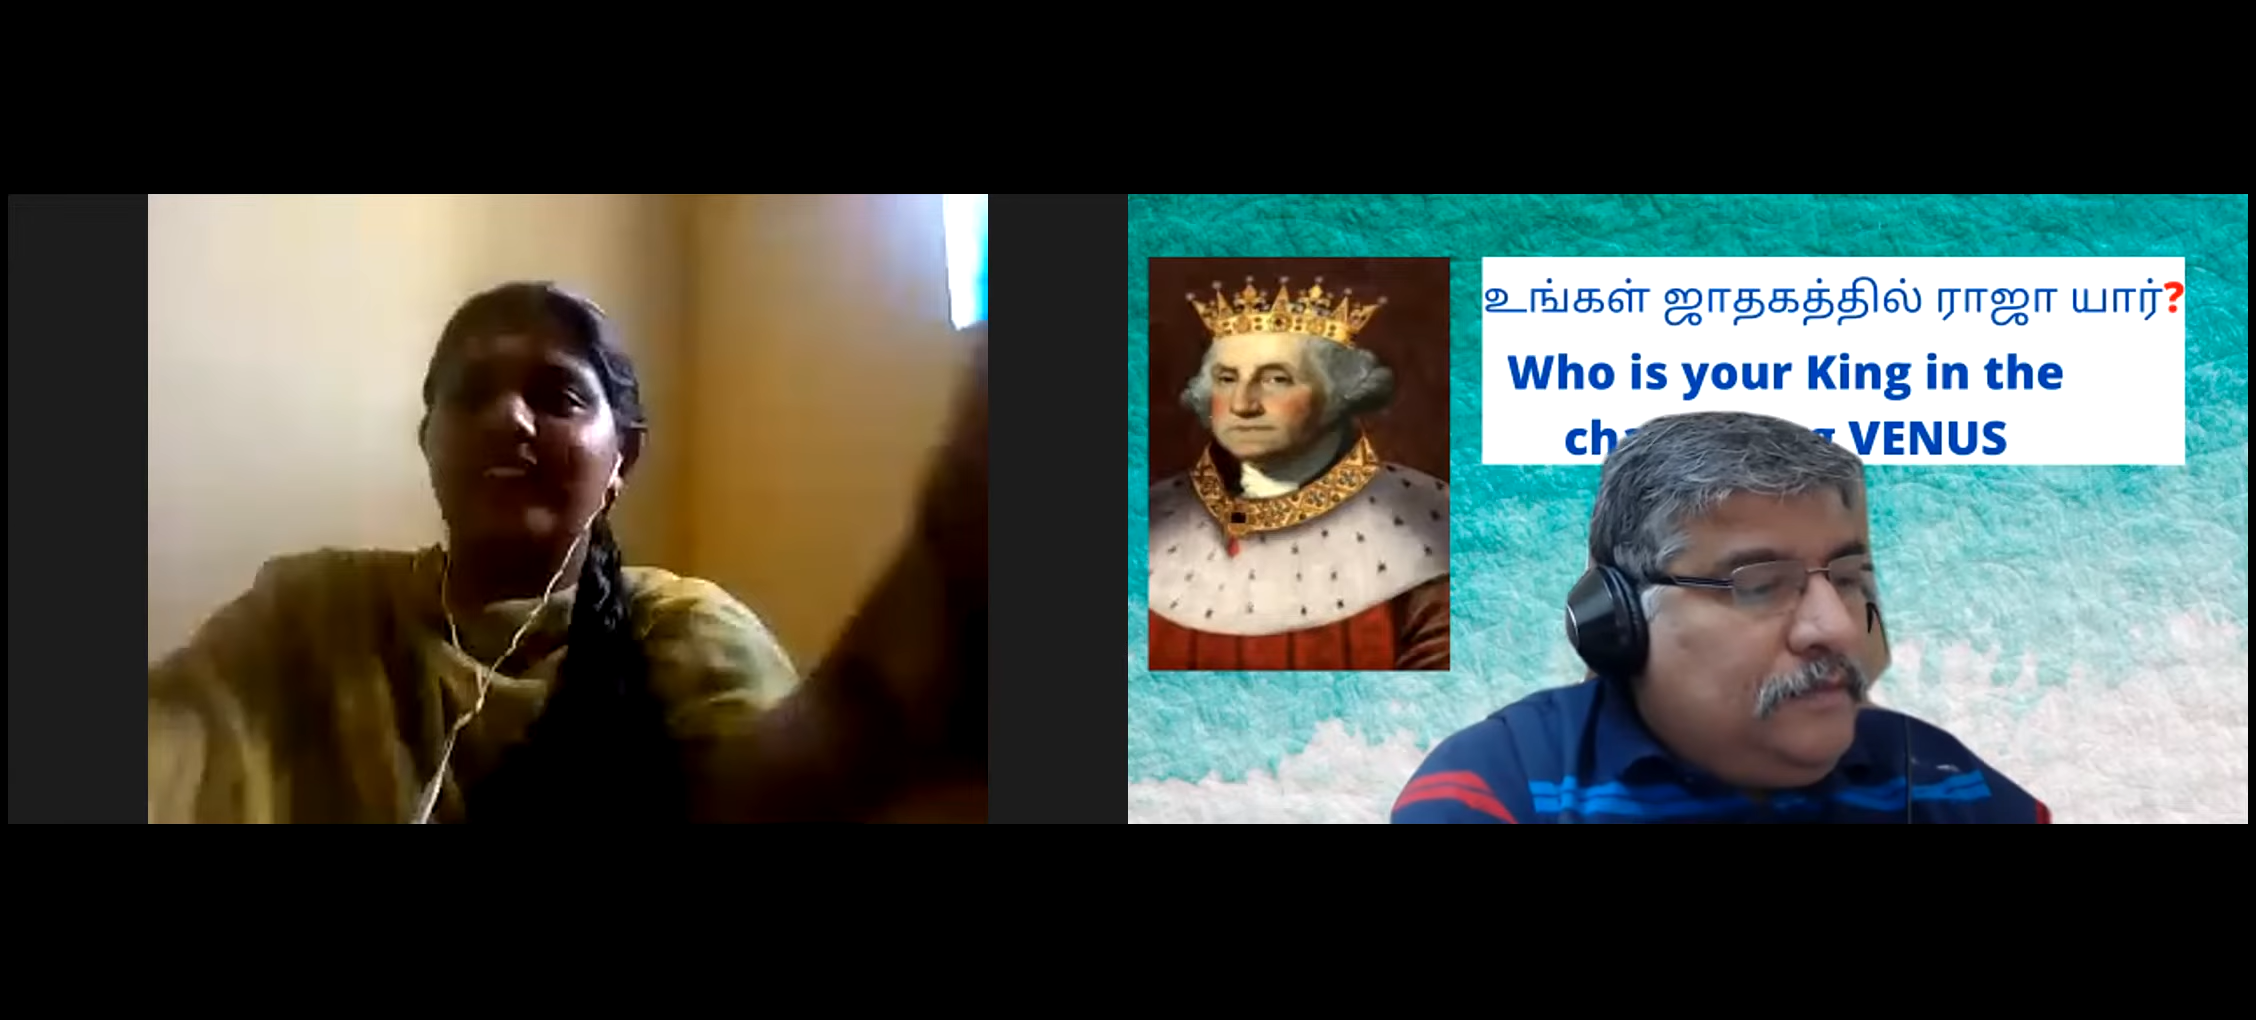 உங்கள் ஜாதகத்தில் ராஜா யார்?
Who is your King in the
VENUS